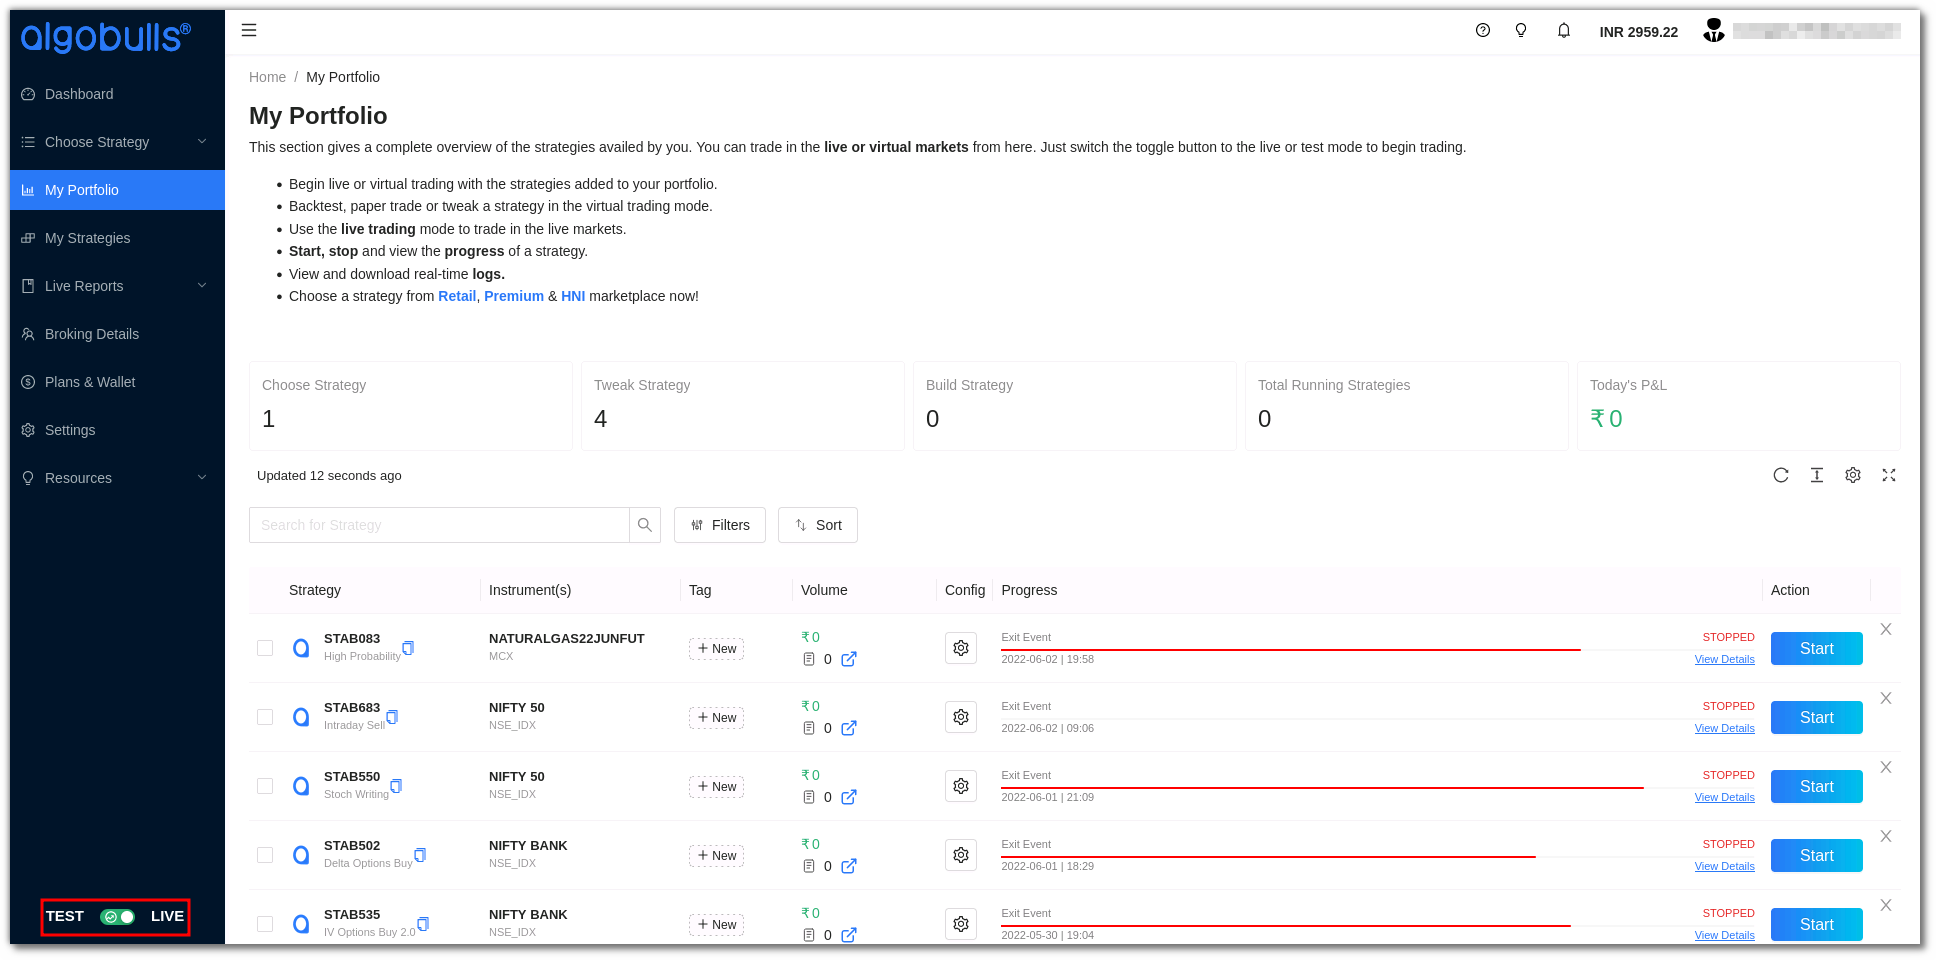 algobulls®
INR 2959.22
Dashboard
Choose Strategy
My Portfolio
My Strategies
Live Reports
Broking Details
Plans & Wallet
Settings
Resources
TEST LIVE
Home / My Portfolio
My Portfolio
This section gives a complete overview of the strategies availed by you. You can trade in the live or virtual markets from here. Just switch the toggle button to the live or test mode to begin trading.
• Begin live or virtual trading with the strategies added to your portfolio.
• Backtest, paper trade or tweak a strategy in the virtual trading mode.
• Use the live trading mode to trade in the live markets.
• Start, stop and view the progress of a strategy.
• View and download real-time logs.
• Choose a strategy from Retail, Premium & HNI marketplace now!
Choose Strategy Tweak Strategy Build Strategy Total Running Strategies Today's P&L
1 4 0 0 ₹ 0
Updated 12 seconds ago
Search for Strategy Filters Sort
Strategy Instrument(s) Tag Volume Config Progress Action
STAB083 NATURALGAS22JUNFUT + New ₹ 0 Exit Event STOPPED Start
High Probability MCX 0 2022-06-02 | 19:58 View Details
STAB683 NIFTY 50 + New ₹ 0 Exit Event STOPPED Start
Intraday Sell NSE_IDX 0 2022-06-02 | 09:06 View Details
STAB550 NIFTY 50 + New ₹ 0 Exit Event STOPPED Start
Stoch Writing NSE_IDX 0 2022-06-01 | 21:09 View Details
STAB502 NIFTY BANK + New ₹ 0 Exit Event STOPPED Start
Delta Options Buy NSE_IDX 0 2022-06-01 | 18:29 View Details
STAB535 NIFTY BANK + New ₹ 0 Exit Event STOPPED Start
IV Options Buy 2.0 NSE_IDX 0 2022-05-30 | 19:04 View Details